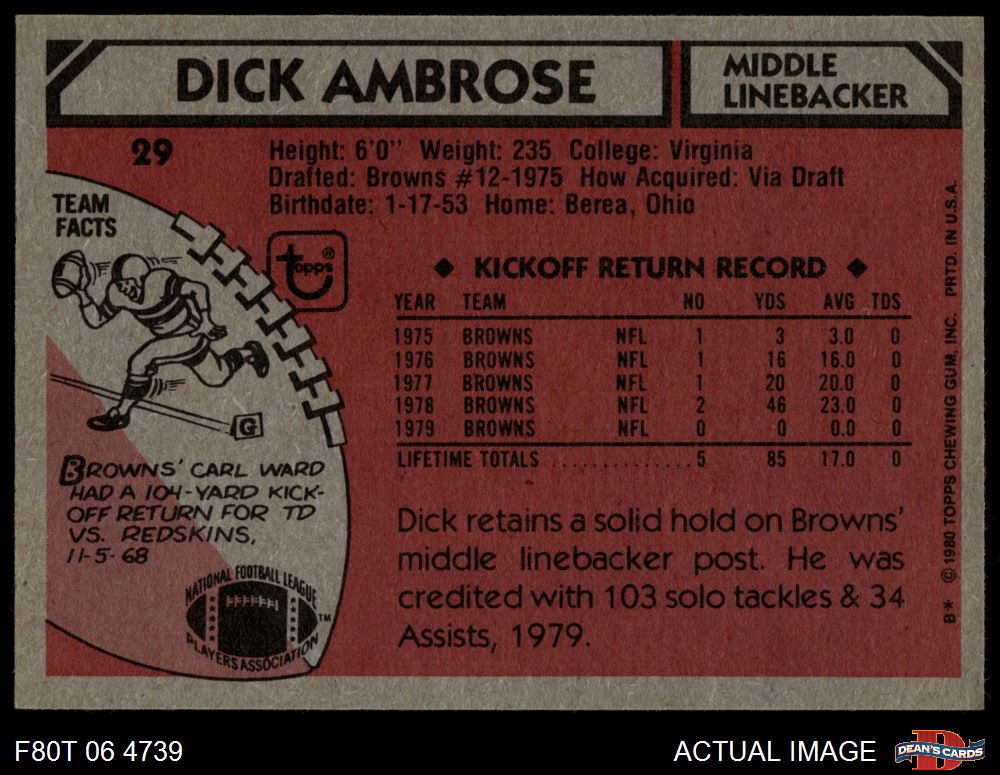 DICK AMBROSE
MIDDLE
LINEBACKER
29
Height: 6'0" Weight: 235 College: Virginia
Drafted: Browns #12-1975 How Acquired: Via Draft
Birthdate: 1-17-53 Home: Berea, Ohio
TEAM
FACTS
topps®
G
BROWNS' CARL WARD
HAD A 104-YARD KICK-
OFF RETURN FOR TD
VS. REDSKINS,
11-5-68
NATIONAL FOOTBALL LEAGUE
PLAYERS ASSOCIATION
TM
◆ KICKOFF RETURN RECORD ◆
YEAR TEAM NO YDS AVG TDS
1975 BROWNS NFL 1 3 3.0 0
1976 BROWNS NFL 1 16 16.0 0
1977 BROWNS NFL 1 20 20.0 0
1978 BROWNS NFL 2 46 23.0 0
1979 BROWNS NFL 0 0 0.0 0
LIFETIME TOTALS .................. 5 85 17.0 0
Dick retains a solid hold on Browns'
middle linebacker post. He was
credited with 103 solo tackles & 34
Assists, 1979.
B* © 1980 TOPPS CHEWING GUM, INC. PRTD. IN U.S.A.
F80T 06 4739
ACTUAL IMAGE
DEAN'S CARDS